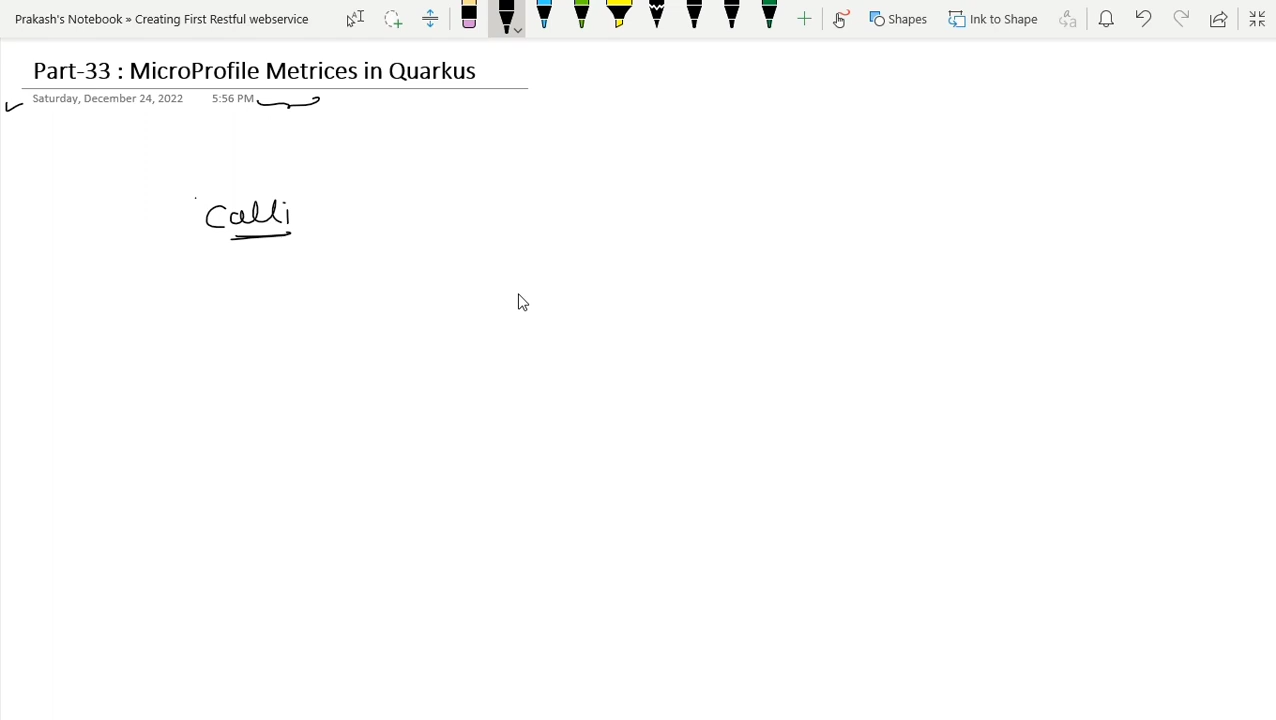 Prakash's Notebook » Creating First Restful webservice
Shapes
Ink to Shape
Part-33 : MicroProfile Metrices in Quarkus
Saturday, December 24, 2022 5:56 PM
Calli